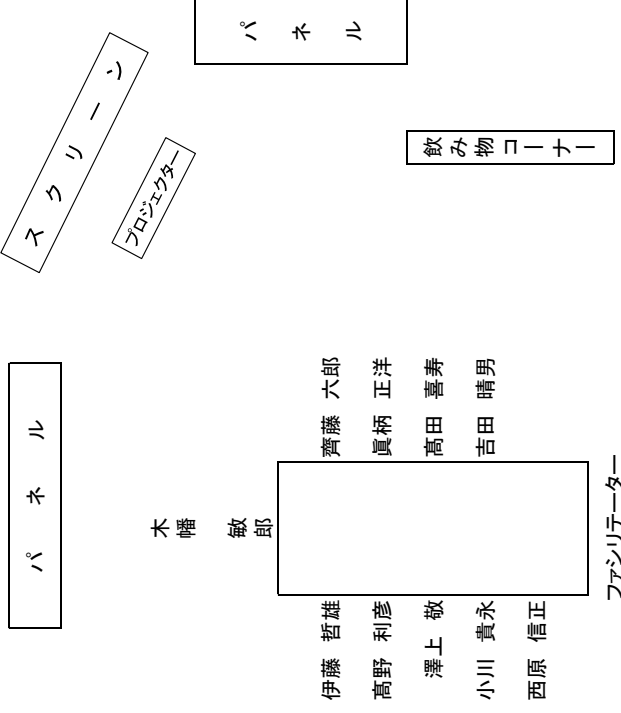 パネル
スクリーン
プロジェクター
飲み物コーナー
パネル
木幡 敏郎
齊藤 六郎
眞柄 正洋
髙田 喜寿
吉田 晴男
伊藤 哲雄
髙野 利彦
澤上 敬
小川 貴永
西原 信正
ファシリテーター